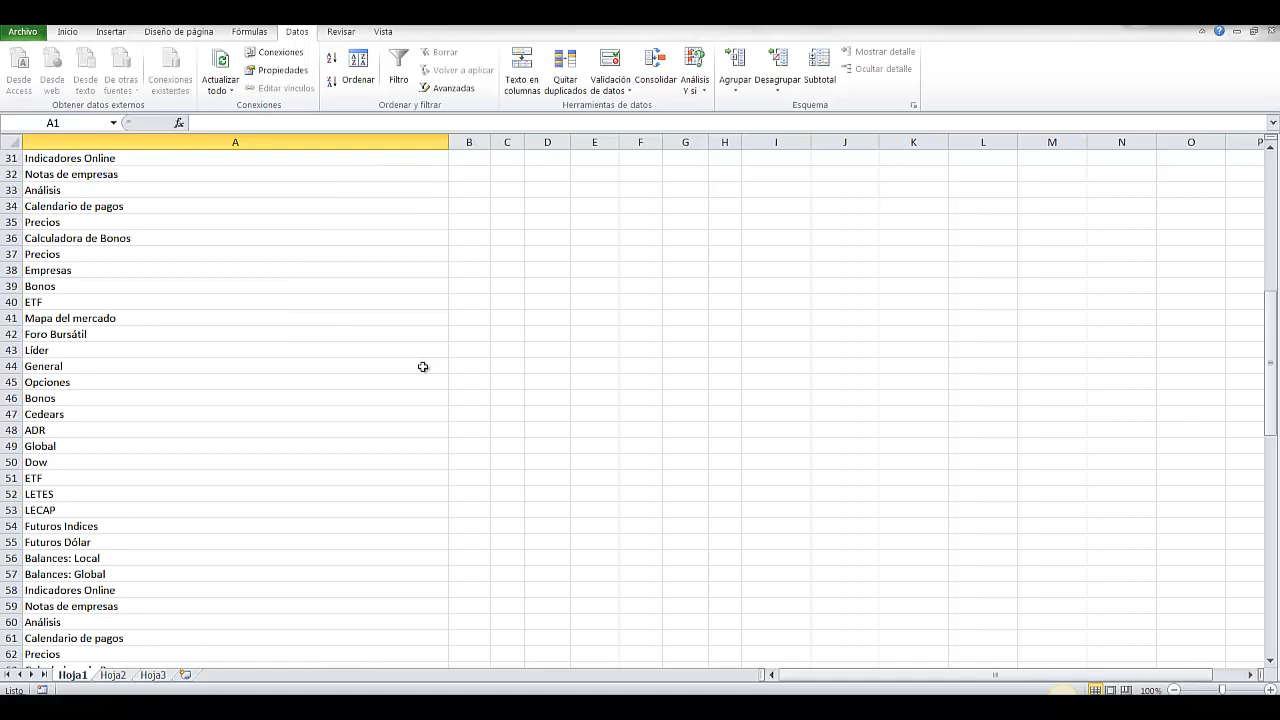 Archivo Inicio Insertar Diseño de página Fórmulas Datos Revisar Vista
Desde Access
Desde web
Desde texto
De otras fuentes
Conexiones existentes
Obtener datos externos
Actualizar todo
Conexiones
Propiedades
Editar vínculos
Conexiones
Ordenar
Filtro
Borrar
Volver a aplicar
Avanzadas
Ordenar y filtrar
Texto en columnas
Quitar duplicados
Validación de datos
Consolidar
Análisis Y si
Herramientas de datos
Agrupar
Desagrupar
Subtotal
Mostrar detalle
Ocultar detalle
Esquema
A1 fx
A B C D E F G H I J K L M N O P
31 Indicadores Online
32 Notas de empresas
33 Análisis
34 Calendario de pagos
35 Precios
36 Calculadora de Bonos
37 Precios
38 Empresas
39 Bonos
40 ETF
41 Mapa del mercado
42 Foro Bursátil
43 Líder
44 General
45 Opciones
46 Bonos
47 Cedears
48 ADR
49 Global
50 Dow
51 ETF
52 LETES
53 LECAP
54 Futuros Indices
55 Futuros Dólar
56 Balances: Local
57 Balances: Global
58 Indicadores Online
59 Notas de empresas
60 Análisis
61 Calendario de pagos
62 Precios
Hoja1 Hoja2 Hoja3
Listo 100%